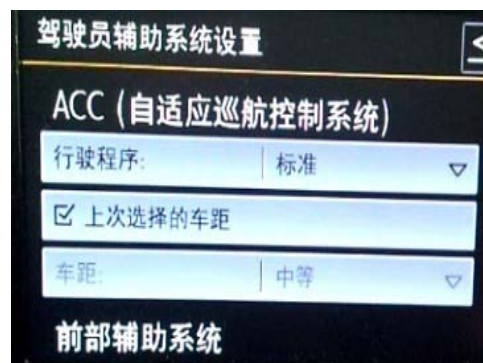 驾驶员辅助系统设置
ACC (自适应巡航控制系统)
行驶程序: 标准
上次选择的车距
车距: 中等
前部辅助系统